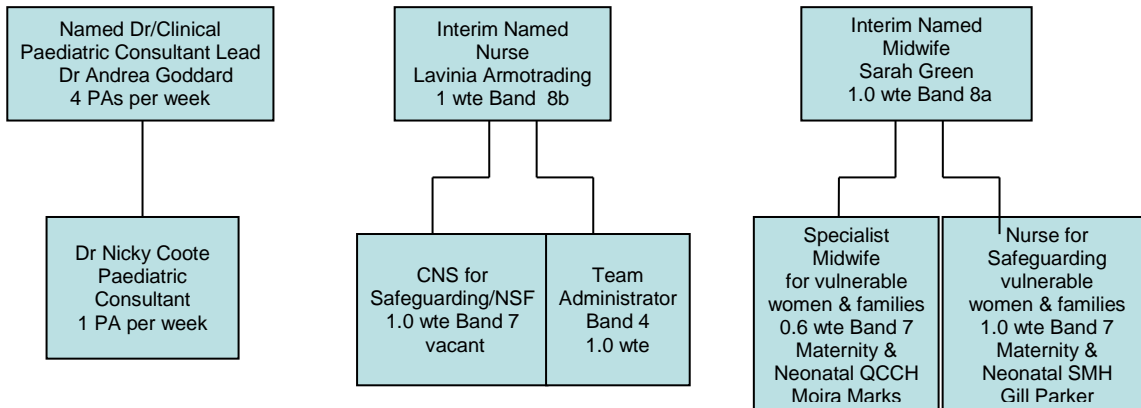 Named Dr/Clinical
Paediatric Consultant Lead
Dr Andrea Goddard
4 PAs per week
Interim Named
Nurse
Lavinia Armotrading
1 wte Band 8b
Interim Named
Midwife
Sarah Green
1.0 wte Band 8a
Dr Nicky Coote
Paediatric
Consultant
1 PA per week
CNS for
Safeguarding/NSF
1.0 wte Band 7
vacant
Team
Administrator
Band 4
1.0 wte
Specialist
Midwife
for vulnerable
women & families
0.6 wte Band 7
Maternity &
Neonatal QCCH
Moira Marks
Nurse for
Safeguarding
vulnerable
women & families
1.0 wte Band 7
Maternity &
Neonatal SMH
Gill Parker